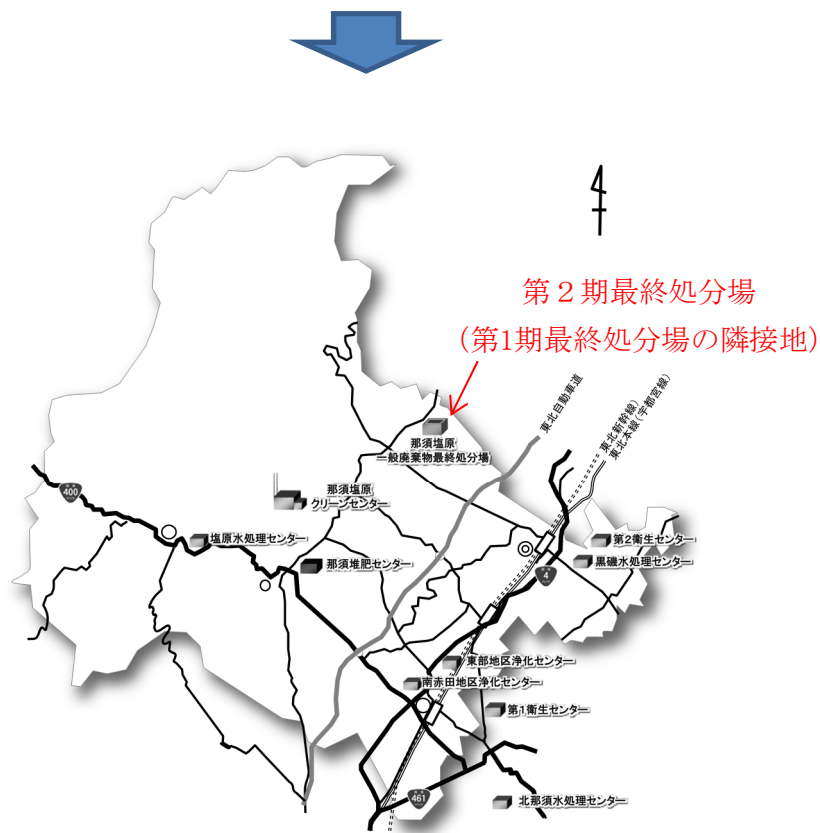 第２期最終処分場
（第1期最終処分場の隣接地）
東北自動車道
東北新幹線）
東北本線（宇都宮線）
那須塩原
一般廃棄物最終処分場
400
那須塩原
クリーンセンター
塩原水処理センター
那須堆肥センター
第2衛生センター
黒磯水処理センター
4
東部地区浄化センター
南赤田地区浄化センター
第1衛生センター
461
北那須水処理センター